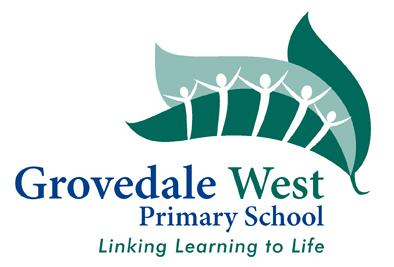 Grovedale West
Primary School
Linking Learning to Life